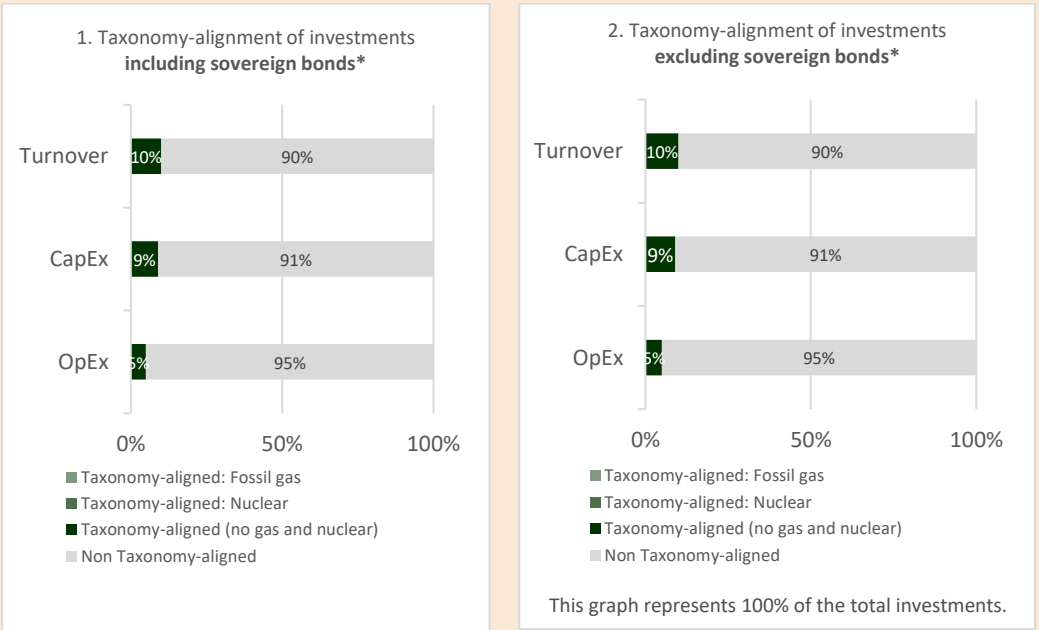 1. Taxonomy-alignment of investments
including sovereign bonds*
Turnover
10%
90%
CapEx
9%
91%
OpEx
5%
95%
0%
50%
100%
Taxonomy-aligned: Fossil gas
Taxonomy-aligned: Nuclear
Taxonomy-aligned (no gas and nuclear)
Non Taxonomy-aligned
2. Taxonomy-alignment of investments
excluding sovereign bonds*
Turnover
10%
90%
CapEx
9%
91%
OpEx
5%
95%
0%
50%
100%
Taxonomy-aligned: Fossil gas
Taxonomy-aligned: Nuclear
Taxonomy-aligned (no gas and nuclear)
Non Taxonomy-aligned
This graph represents 100% of the total investments.